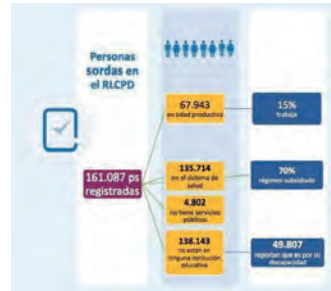 Personas
sordas en
el RLCPD
161.087 ps
registradas
67.943
en edad productiva
15%
trabaja
135.714
en el sistema de
salud
70%
régimen subsidiado
4.802
no tiene servicios
públicos
138.143
no están en
ninguna institución
educativa
49.807
reportan que es por su
discapacidad